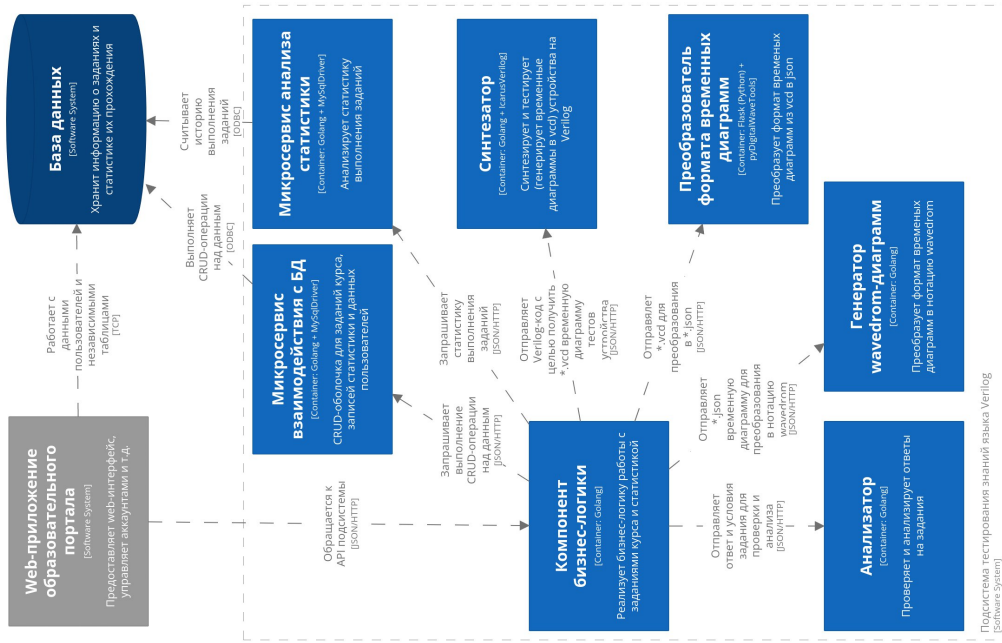 Web-приложение
образовательного
портала
[Software System]
Предоставляет web-интерфейс,
управляет аккаунтами и т.д.
Работает с
данными
пользователей и
независимыми
таблицами
[TCP]
База данных
[Software System]
Хранит информацию о заданиях и
статистике их прохождения
Обращается к
API подсистемы
[JSON/HTTP]
Выполняет
CRUD-операции
над данным
[ODBC]
Считывает
историю
выполнения
заданий
[ODBC]
Микросервис
взаимодействия с БД
[Container: Golang + MySqlDriver]
CRUD-оболочка для заданий курса,
записей статистики и данных
пользователей
Микросервис анализа
статистики
[Container: Golang + MySqlDriver]
Анализирует статистику
выполнения заданий
Запрашивает
выполнение
CRUD-операции
над данным
[JSON/HTTP]
Запрашивает
статистику
выполнения
заданий
[JSON/HTTP]
Отправляет
Verilog-код с
целью получить
*.vcd временную
диаграмму
тестов
устройства
[JSON/HTTP]
Синтезатор
[Container: Golang + IcarusVerilog]
Синтезирует и тестирует
(генерирует временные
диаграммы в vcd) устройства на
Verilog
Компонент
бизнес-логики
[Container: Golang]
Реализует бизнес-логику работы с
заданиями курса и статистикой
Отправлет
*.vcd для
преобразования
в *.json
[JSON/HTTP]
Преобразователь
формата временных
диаграмм
[Container: Flask (Python) +
pyDigitalWaveTools]
Преобразует формат временых
диаграмм из vcd в json
Отправляет
ответ и условия
задания для
проверки и
анализа
[JSON/HTTP]
Отправляет
*.json
временную
диаграмму для
преобразования
в нотацию
wavedrom
[JSON/HTTP]
Анализатор
[Container: Golang]
Проверяет и анализирует ответы
на задания
Генератор
wavedrom-диаграмм
[Container: Golang]
Преобразует формат временых
диаграмм в нотацию wavedrom
Подсистема тестирования знаний языка Verilog
[Software System]